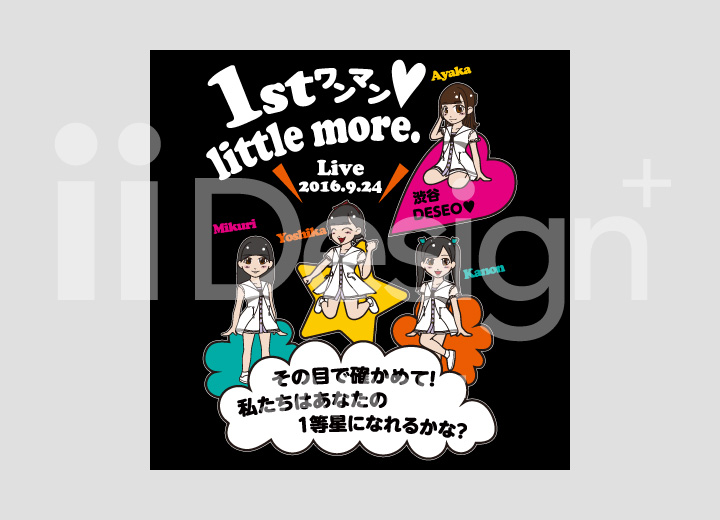 1stワンマン♥
little more.
Live
2016.9.24
Ayaka
渋谷
DESEO♥
Mikuri
Yoshika
Kanon
その目で確かめて!
私たちはあなたの
1等星になれるかな?
ii Design+